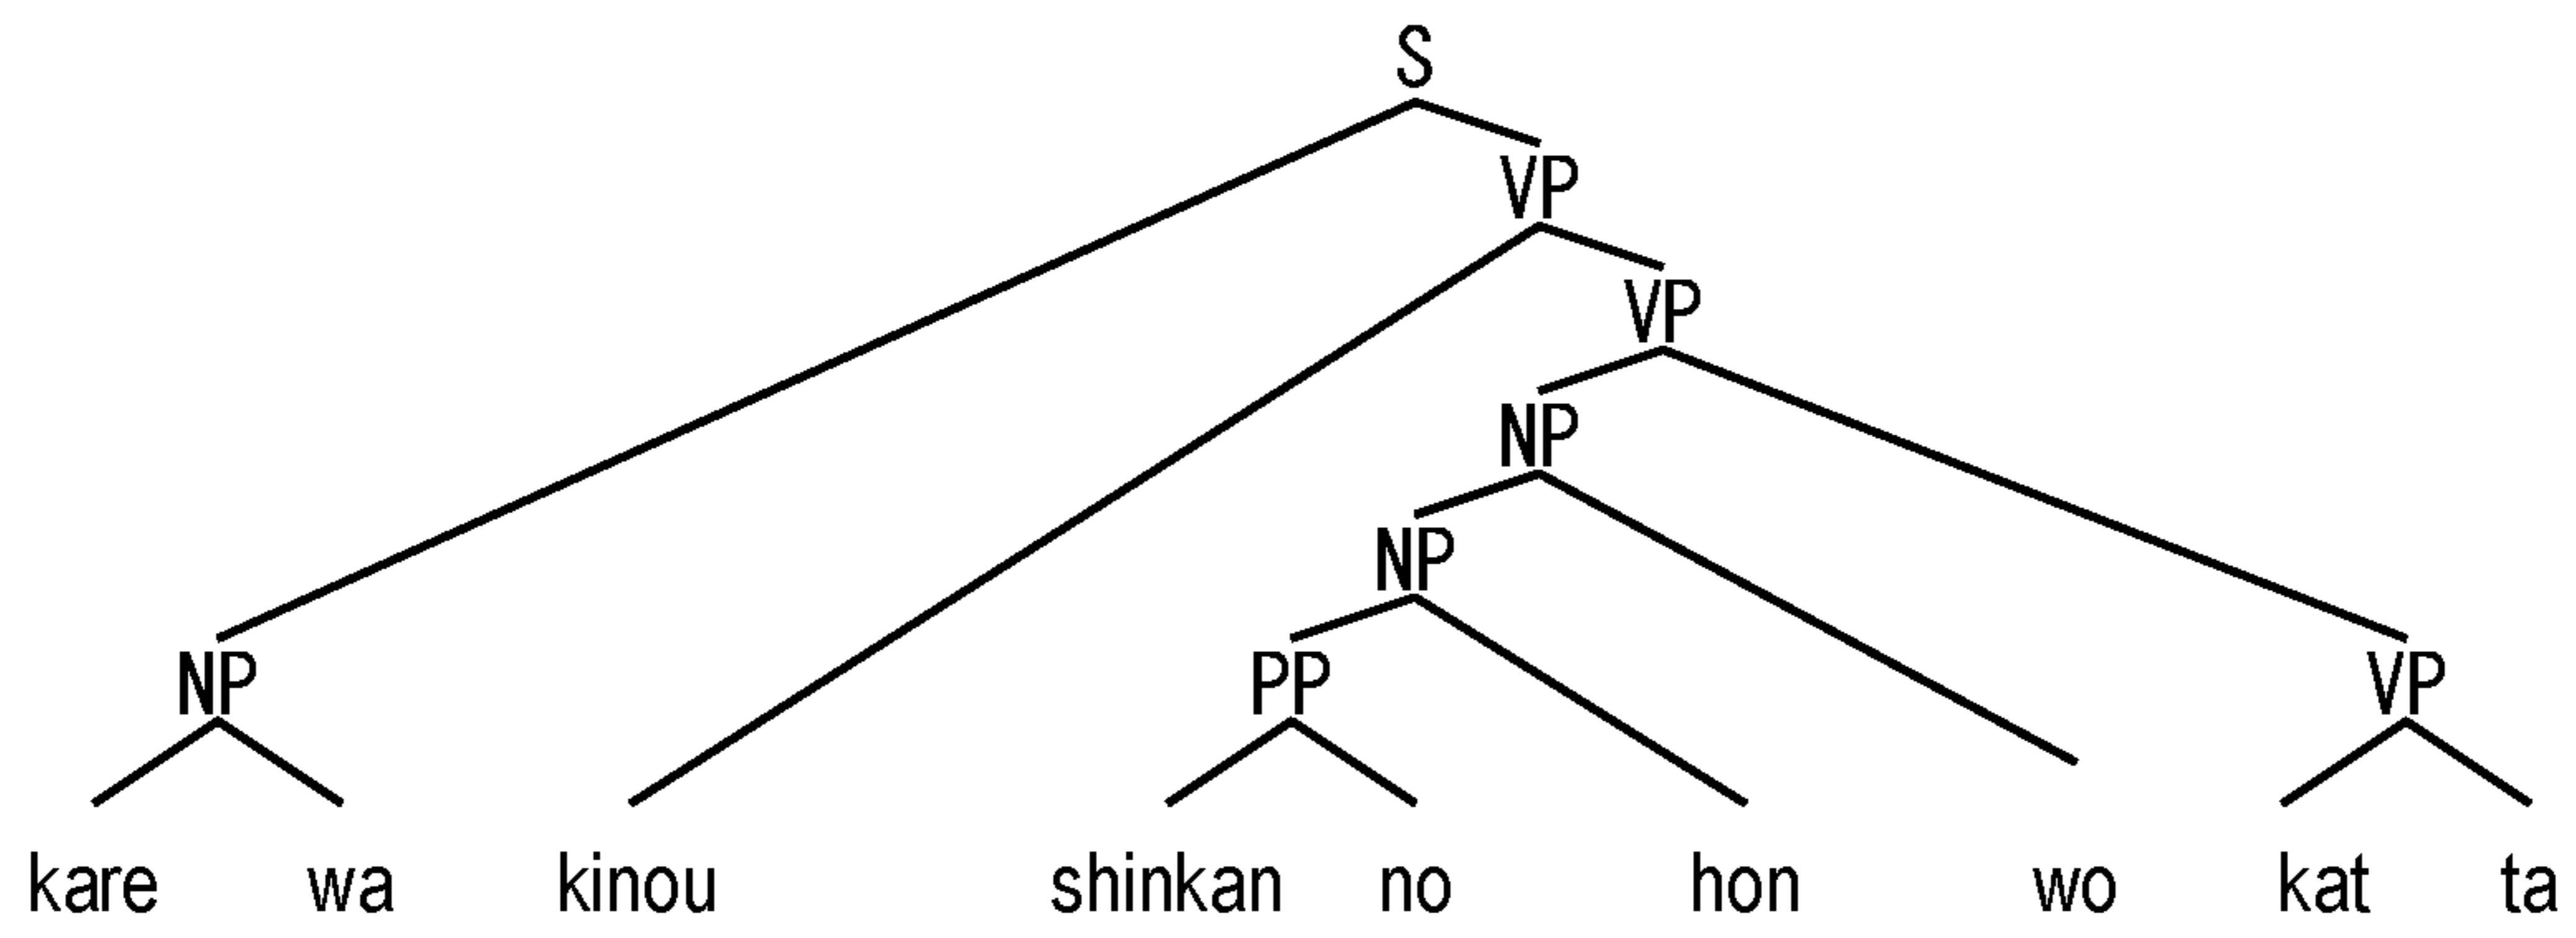 S
VP
VP
NP
NP
NP PP VP
kare wa kinou shinkan no hon wo kat ta